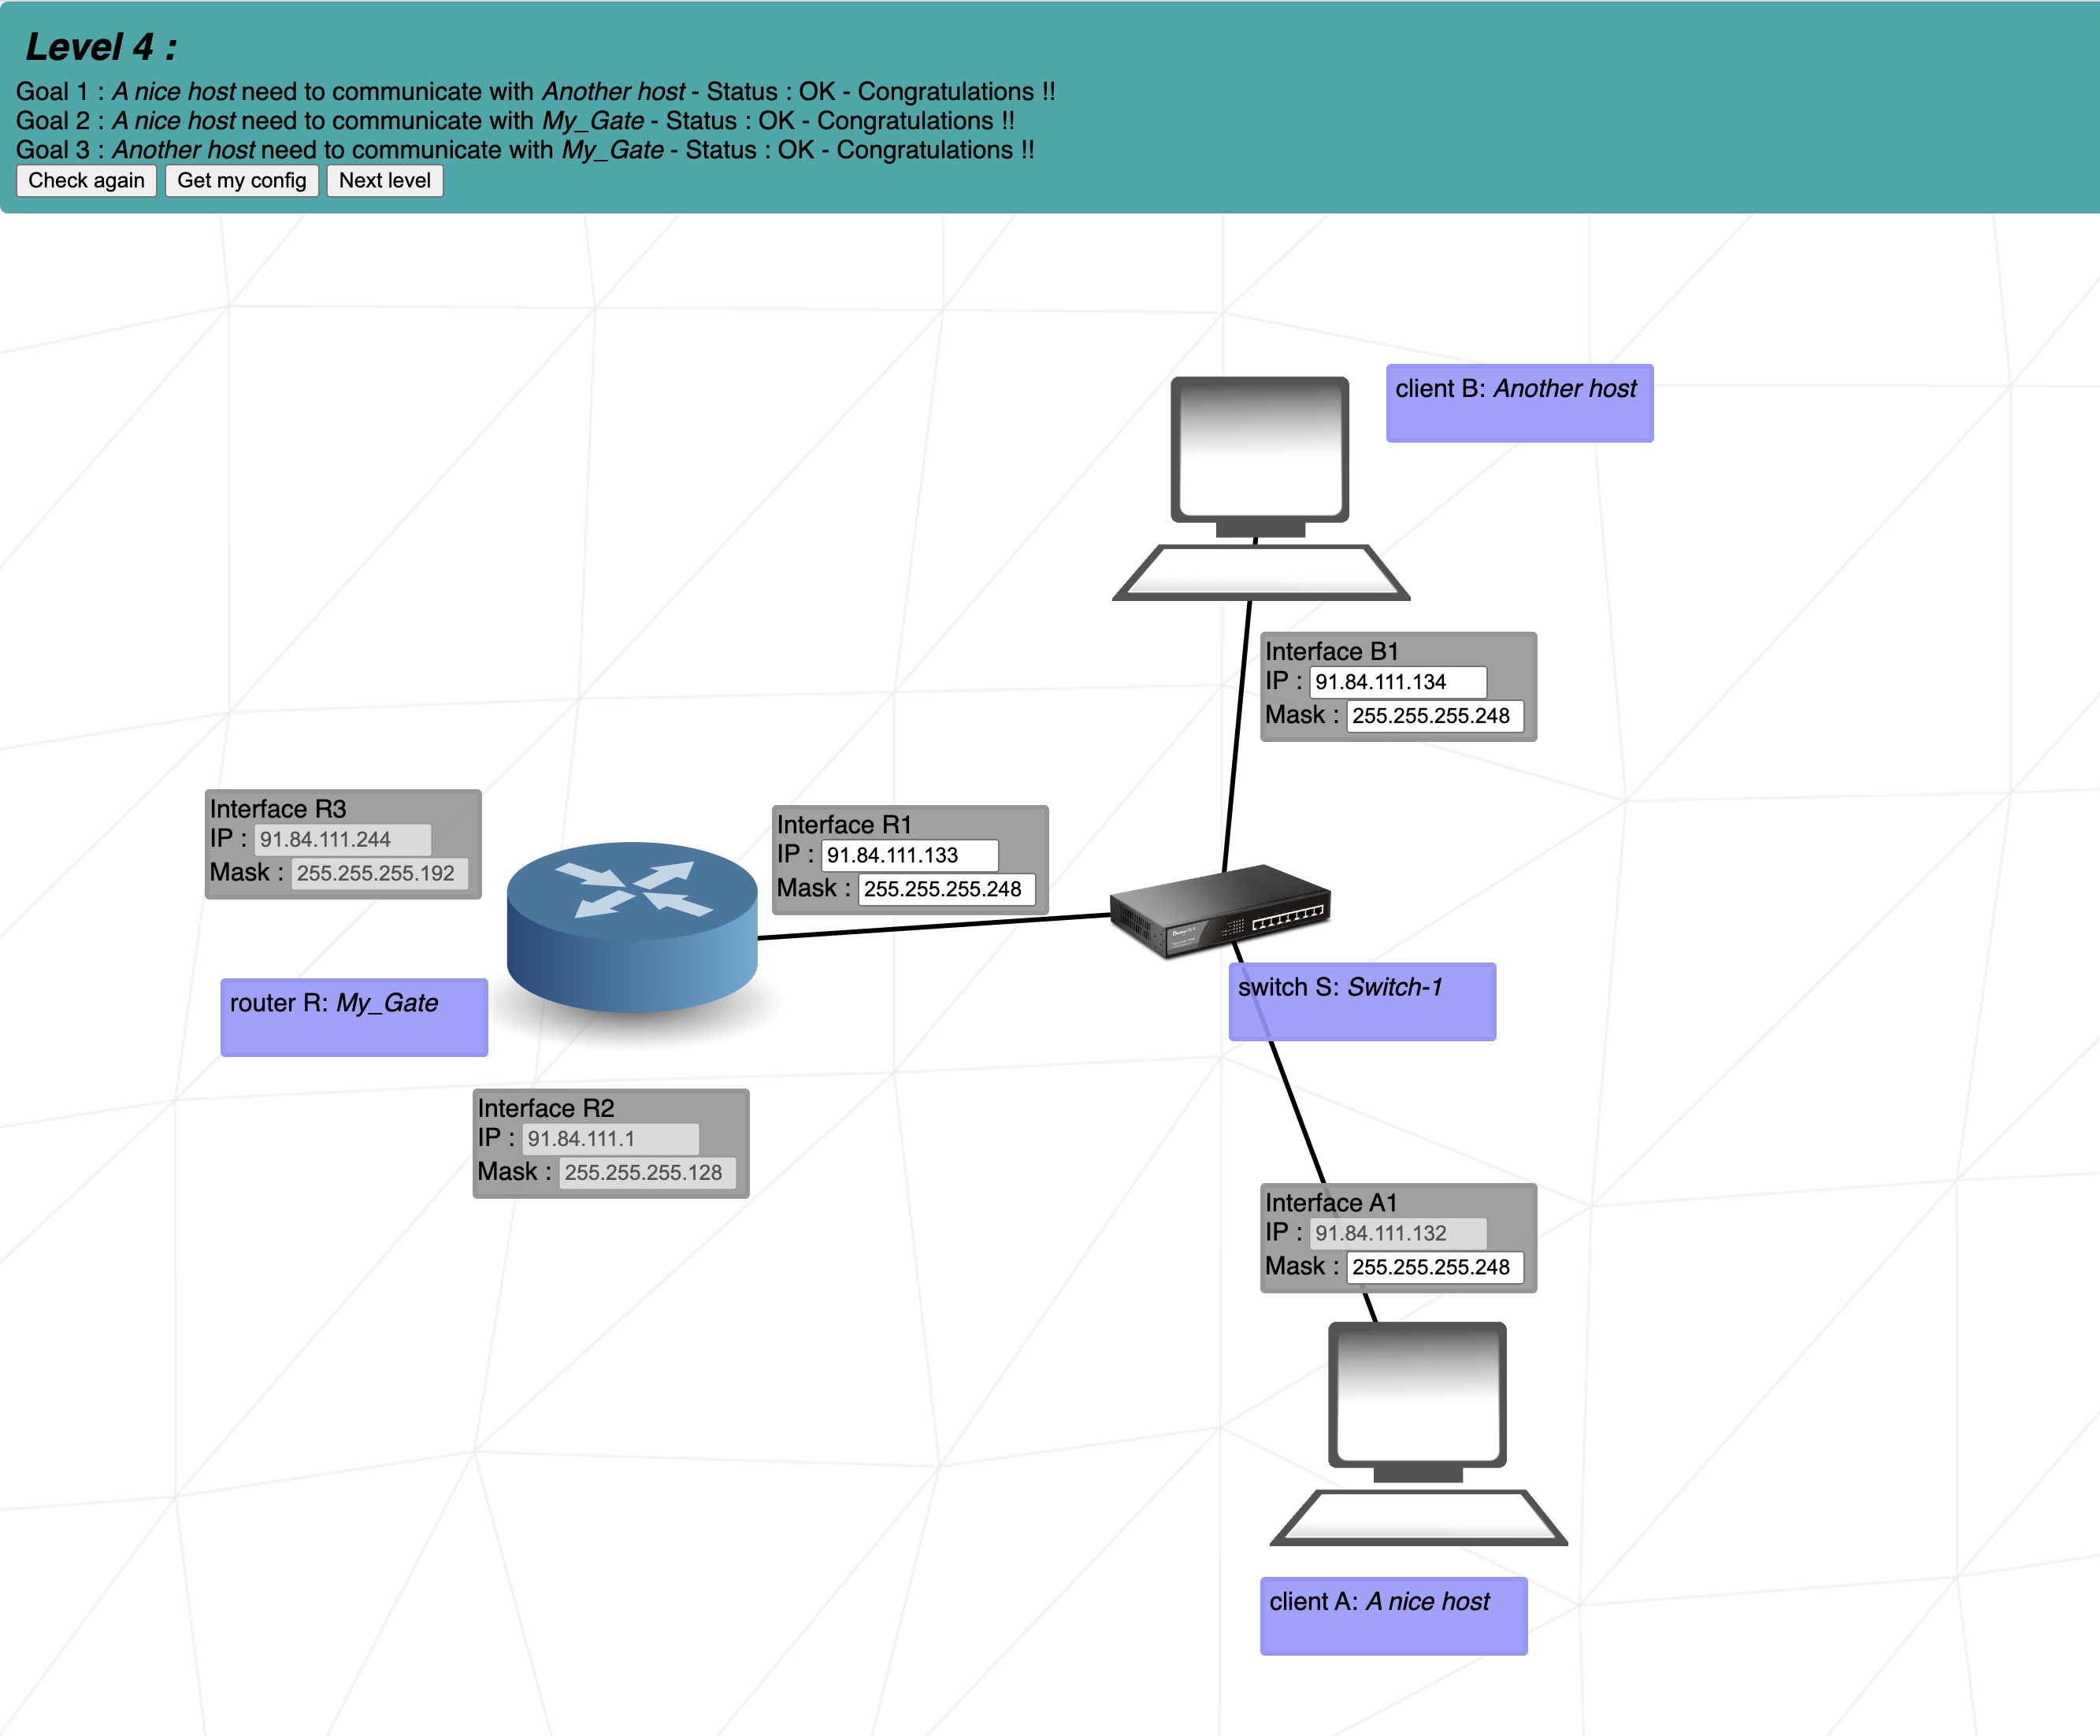 Level 4 :
Goal 1 : A nice host need to communicate with Another host - Status : OK - Congratulations !!
Goal 2 : A nice host need to communicate with My_Gate - Status : OK - Congratulations !!
Goal 3 : Another host need to communicate with My_Gate - Status : OK - Congratulations !!
Check again Get my config Next level
client B: Another host
Interface B1
IP : 91.84.111.134
Mask : 255.255.255.248
Interface R3
IP : 91.84.111.244
Mask : 255.255.255.192
Interface R1
IP : 91.84.111.133
Mask : 255.255.255.248
router R: My_Gate
switch S: Switch-1
Interface R2
IP : 91.84.111.1
Mask : 255.255.255.128
Interface A1
IP : 91.84.111.132
Mask : 255.255.255.248
client A: A nice host